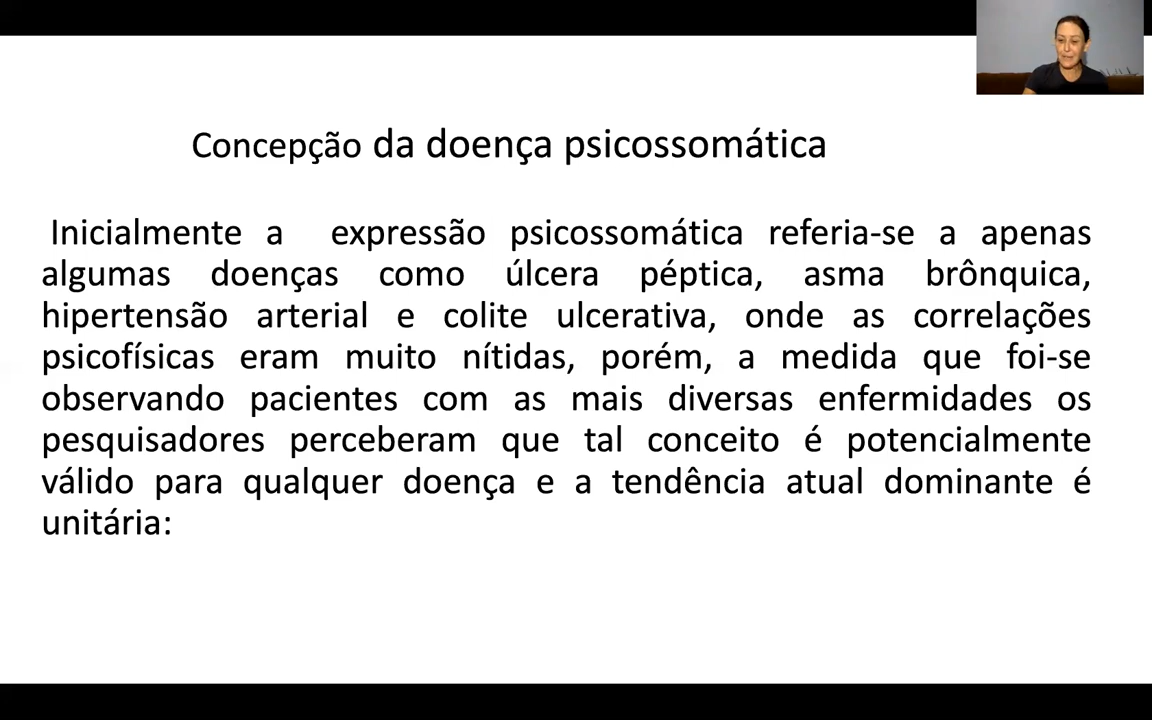 Concepção da doença psicossomática
Inicialmente a expressão psicossomática referia-se a apenas
algumas doenças como úlcera péptica, asma brônquica,
hipertensão arterial e colite ulcerativa, onde as correlações
psicofísicas eram muito nítidas, porém, a medida que foi-se
observando pacientes com as mais diversas enfermidades os
pesquisadores perceberam que tal conceito é potencialmente
válido para qualquer doença e a tendência atual dominante é
unitária: